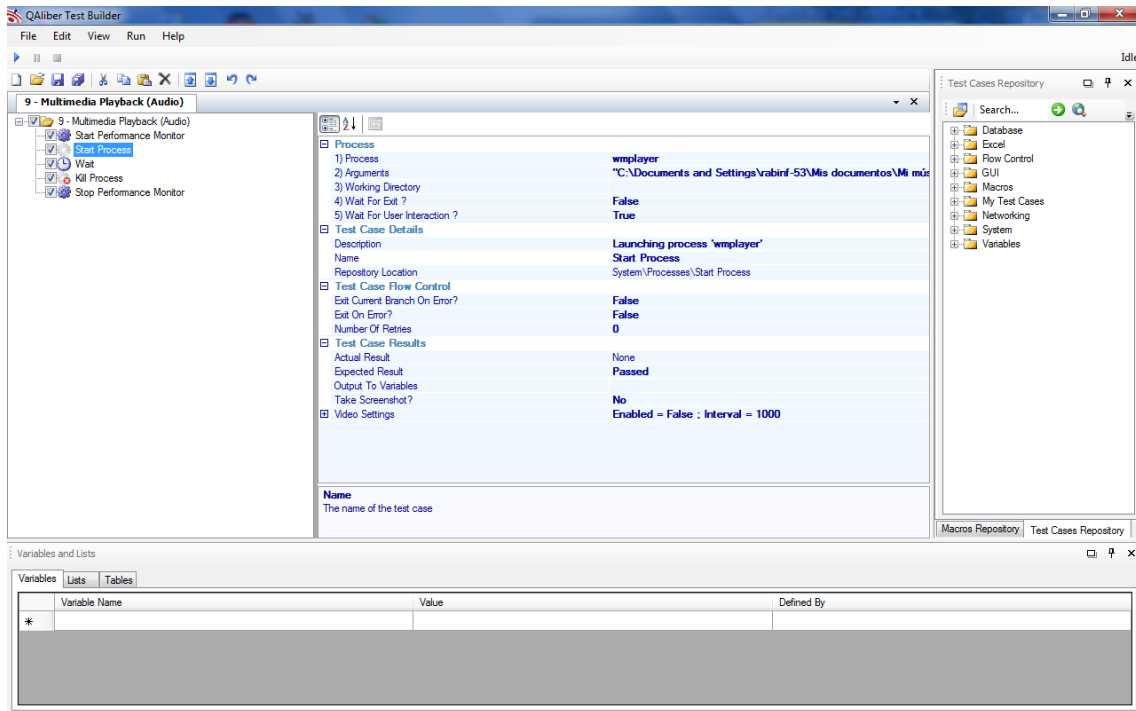 QAliber Test Builder
File Edit View Run Help
Idle
9 - Multimedia Playback (Audio)
9 - Multimedia Playback (Audio)
Start Performance Monitor
Start Process
Wait
Kill Process
Stop Performance Monitor
Process
1) Process wmplayer
2) Arguments "C:\Documents and Settings\rabinf-53\Mis documentos\Mi mús
3) Working Directory
4) Wait For Exit ? False
5) Wait For User Interaction ? True
Test Case Details
Description Launching process 'wmplayer'
Name Start Process
Repository Location System\Processes\Start Process
Test Case Flow Control
Exit Current Branch On Error? False
Exit On Error? False
Number Of Retries 0
Test Case Results
Actual Result None
Expected Result Passed
Output To Variables
Take Screenshot? No
Video Settings Enabled = False ; Interval = 1000
Name
The name of the test case
Test Cases Repository
Search...
Database
Excel
Flow Control
GUI
Macros
My Test Cases
Networking
System
Variables
Macros Repository Test Cases Repository
Variables and Lists
Variables Lists Tables
Variable Name Value Defined By